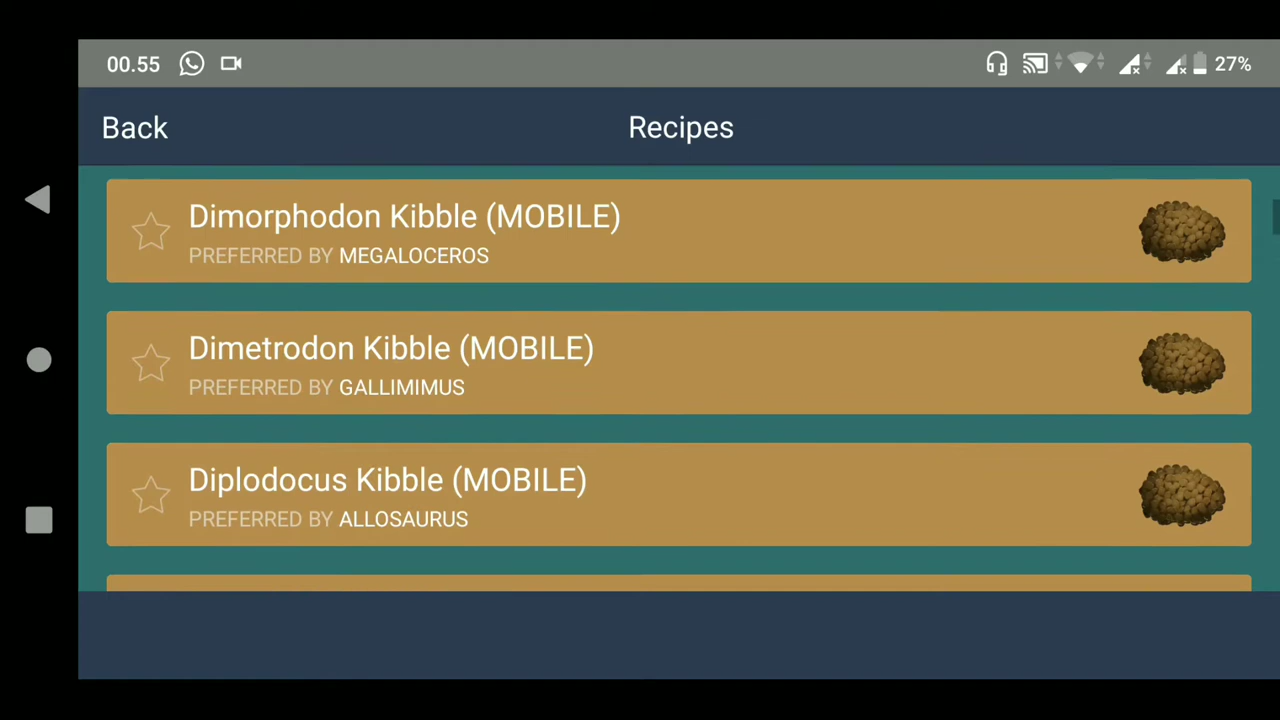 00.55
27%
Back
Recipes
Dimorphodon Kibble (MOBILE)
PREFERRED BY MEGALOCEROS
Dimetrodon Kibble (MOBILE)
PREFERRED BY GALLIMIMUS
Diplodocus Kibble (MOBILE)
PREFERRED BY ALLOSAURUS